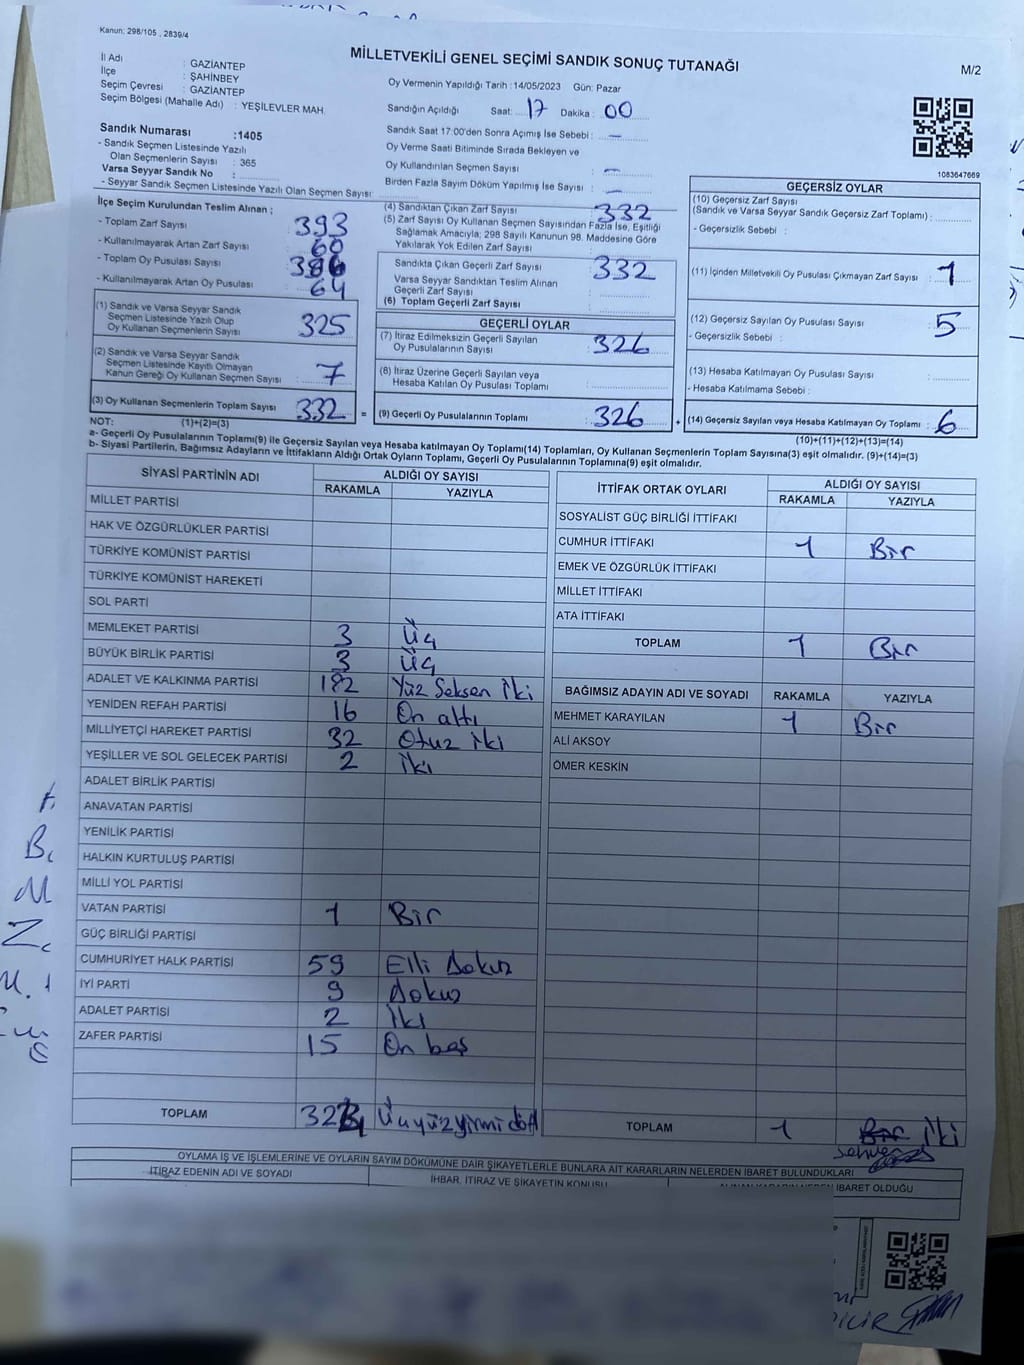 Kanun: 298/105 , 2839/4
MİLLETVEKİLİ GENEL SEÇİMİ SANDIK SONUÇ TUTANAĞI
M/2
İl Adı : GAZİANTEP
İlçe : ŞAHİNBEY
Seçim Çevresi : GAZİANTEP
Seçim Bölgesi (Mahalle Adı) : YEŞİLEVLER MAH.
Sandık Numarası :1405
- Sandık Seçmen Listesinde Yazılı
Olan Seçmenlerin Sayısı : 365
Varsa Seyyar Sandık No :
- Seyyar Sandık Seçmen Listesinde Yazılı Olan Seçmen Sayısı:
Oy Vermenin Yapıldığı Tarih : 14/05/2023 Gün: Pazar
Sandığın Açıldığı Saat: 17 Dakika : 00
Sandık Saat 17:00'den Sonra Açımış İse Sebebi : —
Oy Verme Saati Bitiminde Sırada Bekleyen ve
Oy Kullandırılan Seçmen Sayısı : —
Birden Fazla Sayım Döküm Yapılmış İse Sayısı : —
1083647669
İlçe Seçim Kurulundan Teslim Alınan ;
- Toplam Zarf Sayısı : 393
- Kullanılmayarak Artan Zarf Sayısı : 60
- Toplam Oy Pusulası Sayısı : 386
- Kullanılmayarak Artan Oy Pusulası : 64
(1) Sandık ve Varsa Seyyar Sandık
Seçmen Listesinde Yazılı Olup
Oy Kullanan Seçmenlerin Sayısı : 325
(2) Sandık ve Varsa Seyyar Sandık
Seçmen Listesinde Kayıtlı Olmayan
Kanun Gereği Oy Kullanan Seçmen Sayısı : 7
(3) Oy Kullanan Seçmenlerin Toplam Sayısı : 332
(4) Sandıktan Çıkan Zarf Sayısı : 332
(5) Zarf Sayısı Oy Kullanan Seçmen Sayısından Fazla İse, Eşitliği
Sağlamak Amacıyla; 298 Sayılı Kanunun 98. Maddesine Göre
Yakılarak Yok Edilen Zarf Sayısı :
Sandıkta Çıkan Geçerli Zarf Sayısı : 332
Varsa Seyyar Sandıktan Teslim Alınan
Geçerli Zarf Sayısı :
(6) Toplam Geçerli Zarf Sayısı :
GEÇERLİ OYLAR
(7) İtiraz Edilmeksizin Geçerli Sayılan
Oy Pusulalarının Sayısı : 326
(8) İtiraz Üzerine Geçerli Sayılan veya
Hesaba Katılan Oy Pusulası Toplamı :
= (9) Geçerli Oy Pusulalarının Toplamı : 326
GEÇERSİZ OYLAR
(10) Geçersiz Zarf Sayısı
(Sandık ve Varsa Seyyar Sandık Geçersiz Zarf Toplamı) :
- Geçersizlik Sebebi :
(11) İçinden Milletvekili Oy Pusulası Çıkmayan Zarf Sayısı : 1
(12) Geçersiz Sayılan Oy Pusulası Sayısı : 5
- Geçersizlik Sebebi :
(13) Hesaba Katılmayan Oy Pusulası Sayısı :
- Hesaba Katılmama Sebebi :
+ (14) Geçersiz Sayılan veya Hesaba Katılmayan Oy Toplamı : 6
NOT: (1)+(2)=(3)
(10)+(11)+(12)+(13)=(14)
a- Geçerli Oy Pusulalarının Toplamı(9) ile Geçersiz Sayılan veya Hesaba katılmayan Oy Toplamı(14) Toplamları, Oy Kullanan Seçmenlerin Toplam Sayısına(3) eşit olmalıdır. (9)+(14)=(3)
b- Siyasi Partilerin, Bağımsız Adayların ve İttifakların Aldığı Ortak Oyların Toplamı, Geçerli Oy Pusulalarının Toplamına(9) eşit olmalıdır.
SİYASİ PARTİNİN ADI ALDIĞI OY SAYISI
RAKAMLA YAZIYLA
MİLLET PARTİSİ
HAK VE ÖZGÜRLÜKLER PARTİSİ
TÜRKİYE KOMÜNİST PARTİSİ
TÜRKİYE KOMÜNİST HAREKETİ
SOL PARTİ
MEMLEKET PARTİSİ 3 Üç
BÜYÜK BİRLİK PARTİSİ 3 Üç
ADALET VE KALKINMA PARTİSİ 182 Yüz Seksen İki
YENİDEN REFAH PARTİSİ 16 On altı
MİLLİYETÇİ HAREKET PARTİSİ 32 Otuz iki
YEŞİLLER VE SOL GELECEK PARTİSİ 2 İki
ADALET BİRLİK PARTİSİ
ANAVATAN PARTİSİ
YENİLİK PARTİSİ
HALKIN KURTULUŞ PARTİSİ
MİLLİ YOL PARTİSİ
VATAN PARTİSİ 1 Bir
GÜÇ BİRLİĞİ PARTİSİ
CUMHURİYET HALK PARTİSİ 59 Elli Dokuz
İYİ PARTİ 9 Dokuz
ADALET PARTİSİ 2 İki
ZAFER PARTİSİ 15 On beş
TOPLAM 324 Üçyüzyirmi dört
İTTİFAK ORTAK OYLARI ALDIĞI OY SAYISI
RAKAMLA YAZIYLA
SOSYALİST GÜÇ BİRLİĞİ İTTİFAKI
CUMHUR İTTİFAKI 1 Bir
EMEK VE ÖZGÜRLÜK İTTİFAKI
MİLLET İTTİFAKI
ATA İTTİFAKI
TOPLAM 1 Bir
BAĞIMSIZ ADAYIN ADI VE SOYADI RAKAMLA YAZIYLA
MEHMET KARAYILAN 1 Bir
ALİ AKSOY
ÖMER KESKİN
TOPLAM 1 Bir İki
OYLAMA İŞ VE İŞLEMLERİNE VE OYLARIN SAYIM DÖKÜMÜNE DAİR ŞİKAYETLERLE BUNLARA AİT KARARLARIN NELERDEN İBARET BULUNDUKLARI
İTİRAZ EDENİN ADI VE SOYADI İHBAR, İTİRAZ VE ŞİKAYETİN KONUSU İBARET OLDUĞU